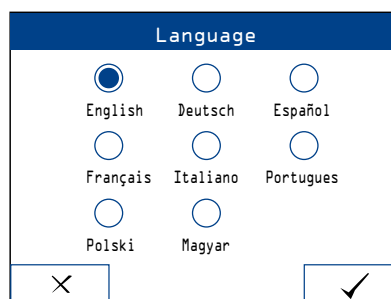 Language
English Deutsch Español
Français Italiano Portugues
Polski Magyar